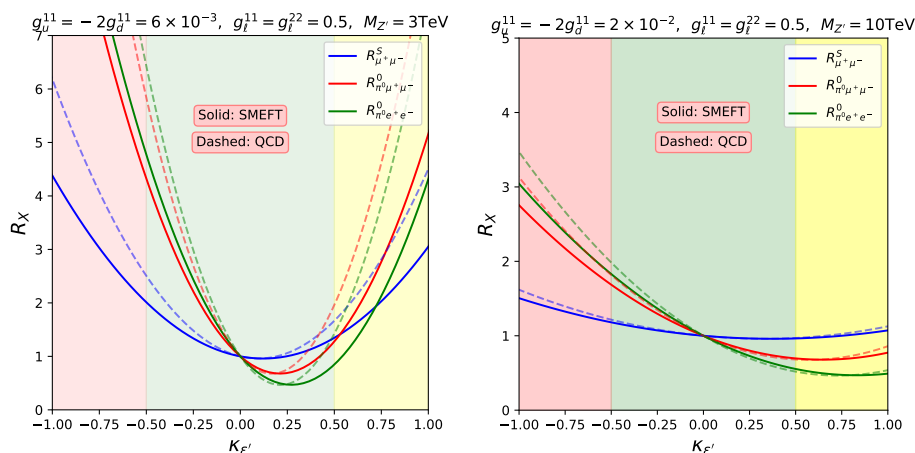 g_u^{11} = −2g_d^{11} = 6 × 10^{−3}, g_ℓ^{11} = g_ℓ^{22} = 0.5, M_{Z′} = 3TeV
7
6
5
4
3
2
1
0
R_X
R^S_{μ⁺μ⁻}
R^0_{π⁰μ⁺μ⁻}
R^0_{π⁰e⁺e⁻}
Solid: SMEFT
Dashed: QCD
−1.00 −0.75 −0.50 −0.25 0.00 0.25 0.50 0.75 1.00
κ_{ε′}
g_u^{11} = −2g_d^{11} = 2 × 10^{−2}, g_ℓ^{11} = g_ℓ^{22} = 0.5, M_{Z′} = 10TeV
5
4
3
2
1
0
R_X
R^S_{μ⁺μ⁻}
R^0_{π⁰μ⁺μ⁻}
R^0_{π⁰e⁺e⁻}
Solid: SMEFT
Dashed: QCD
−1.00 −0.75 −0.50 −0.25 0.00 0.25 0.50 0.75 1.00
κ_{ε′}